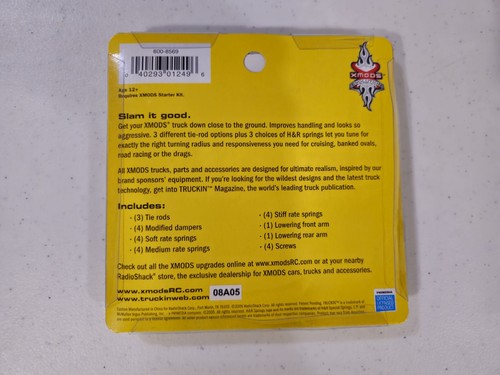 600-8569
0 40293 01249 6
Age 12+
Requires XMODS Starter Kit.
XMODS
Slam it good.
Get your XMODS™ truck down close to the ground. Improves handling and looks so
aggressive. 3 different tie-rod options plus 3 choices of H&R springs let you tune for
exactly the right turning radius and responsiveness you need for cruising, banked ovals,
road racing or the drags.
All XMODS trucks, parts and accessories are designed for ultimate realism, inspired by our
brand sponsors' equipment. If you're looking for the wildest designs and the latest truck
technology, get into TRUCKIN™ Magazine, the world's leading truck publication.
Includes:
· (3) Tie rods
· (4) Modified dampers
· (4) Soft rate springs
· (4) Medium rate springs
· (4) Stiff rate springs
· (1) Lowering front arm
· (1) Lowering rear arm
· (4) Screws
Check out all the XMODS upgrades online at www.xmodsRC.com or at your nearby
RadioShack® store, the exclusive dealership for XMODS cars, trucks and accessories.
www.xmodsRC.com
www.truckinweb.com
08A05